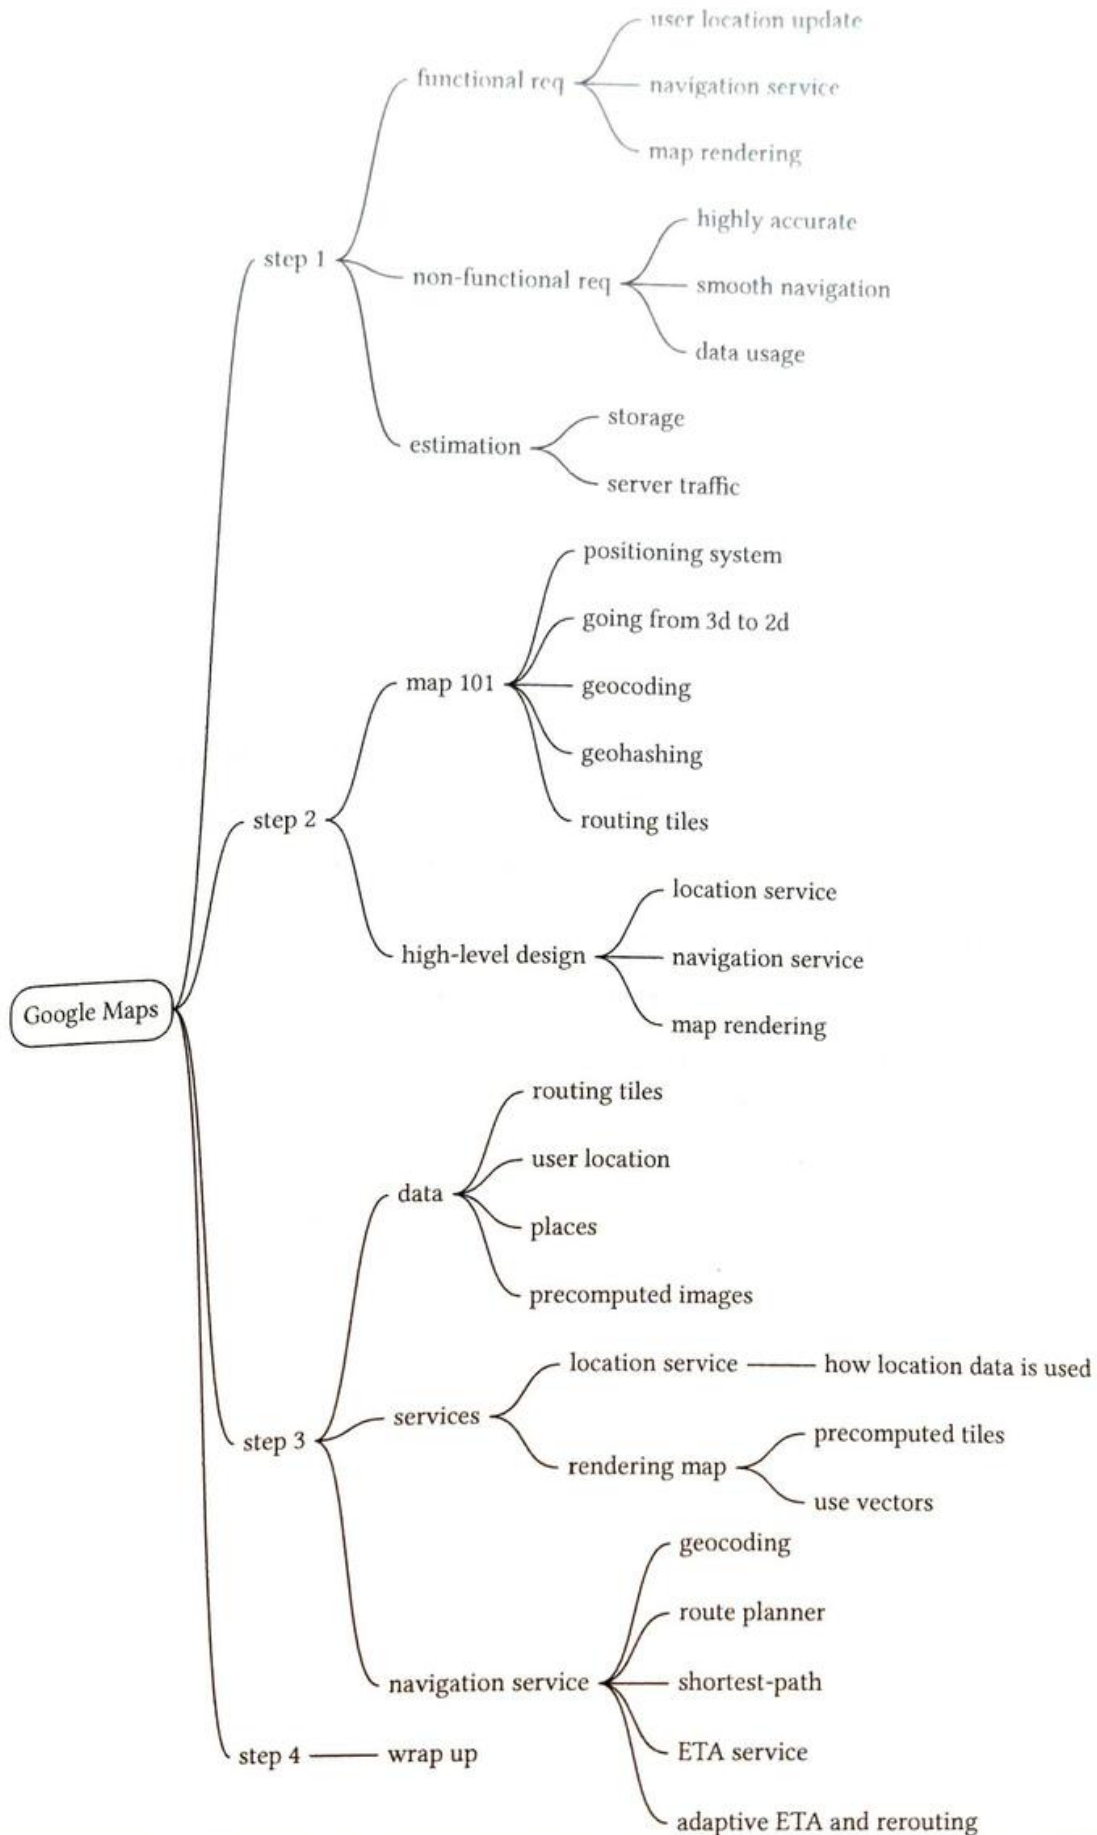 user location update
functional req
navigation service
map rendering
highly accurate
step 1
non-functional req
smooth navigation
data usage
storage
estimation
server traffic
positioning system
going from 3d to 2d
map 101
geocoding
geohashing
routing tiles
step 2
location service
high-level design
navigation service
map rendering
Google Maps
routing tiles
user location
data
places
precomputed images
location service
how location data is used
services
precomputed tiles
step 3
rendering map
use vectors
geocoding
route planner
navigation service
shortest-path
ETA service
step 4
wrap up
adaptive ETA and rerouting